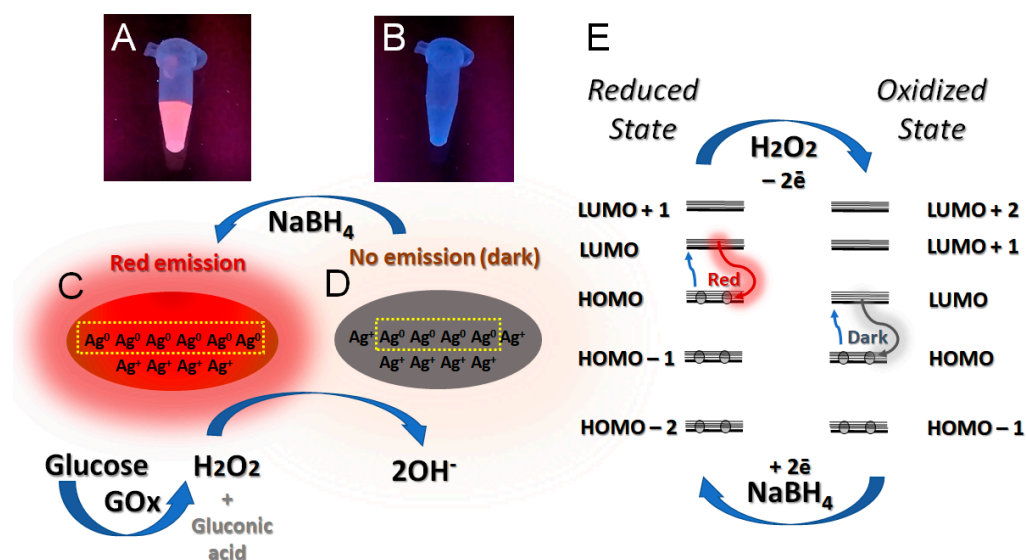 A
B
E
Reduced
State
Oxidized
State
H₂O₂
– 2ē
NaBH₄
Red emission
No emission (dark)
C
D
Ag⁰ Ag⁰ Ag⁰ Ag⁰ Ag⁰ Ag⁰
Ag⁺ Ag⁺ Ag⁺ Ag⁺
Ag⁺ Ag⁰ Ag⁰ Ag⁰ Ag⁰ Ag⁺
Ag⁺ Ag⁺ Ag⁺ Ag⁺
Glucose
GOx
H₂O₂
+
Gluconic
acid
2OH⁻
LUMO + 1
LUMO
HOMO
HOMO – 1
HOMO – 2
Red
Dark
LUMO + 2
LUMO + 1
LUMO
HOMO
HOMO – 1
+ 2ē
NaBH₄